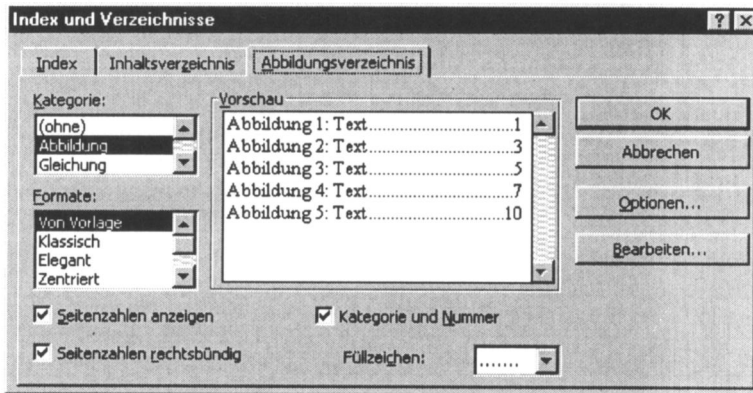 Index und Verzeichnisse
Index
Inhaltsverzeichnis
Abbildungsverzeichnis
Kategorie:
(ohne)
Abbildung
Gleichung
Formate:
Von Vorlage
Klassisch
Elegant
Zentriert
Vorschau
Abbildung 1: Text..............................1
Abbildung 2: Text..............................3
Abbildung 3: Text..............................5
Abbildung 4: Text..............................7
Abbildung 5: Text.............................10
OK
Abbrechen
Optionen...
Bearbeiten...
Seitenzahlen anzeigen
Kategorie und Nummer
Seitenzahlen rechtsbündig
Füllzeichen:
.......